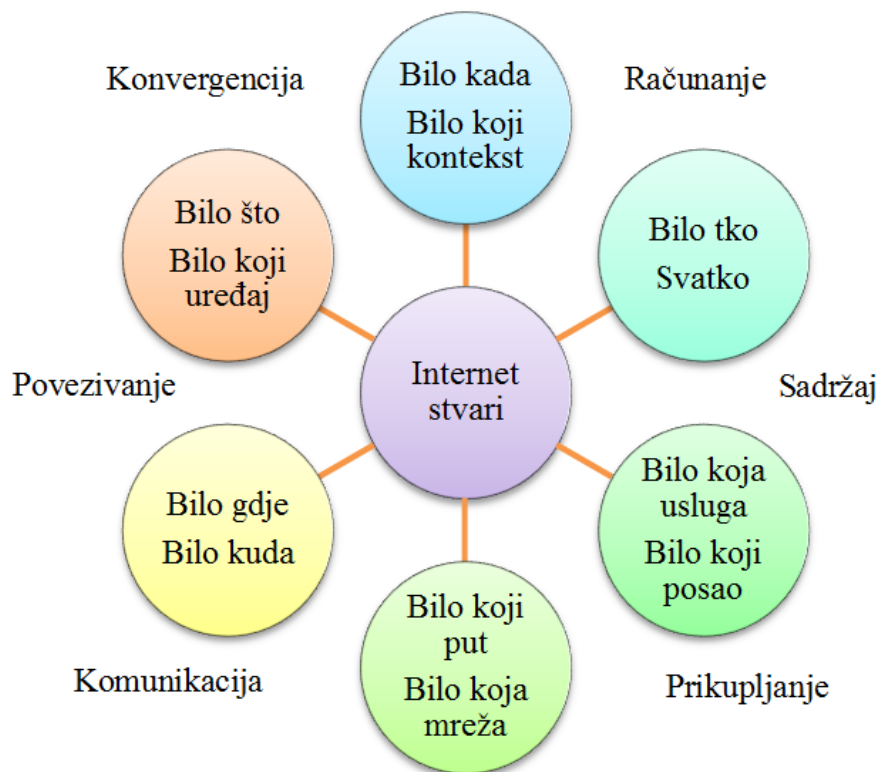 Konvergencija
Bilo kada
Bilo koji
kontekst
Računanje
Bilo što
Bilo koji
uređaj
Bilo tko
Svatko
Povezivanje
Internet
stvari
Sadržaj
Bilo gdje
Bilo kuda
Bilo koja
usluga
Bilo koji
posao
Bilo koji
put
Bilo koja
mreža
Komunikacija
Prikupljanje